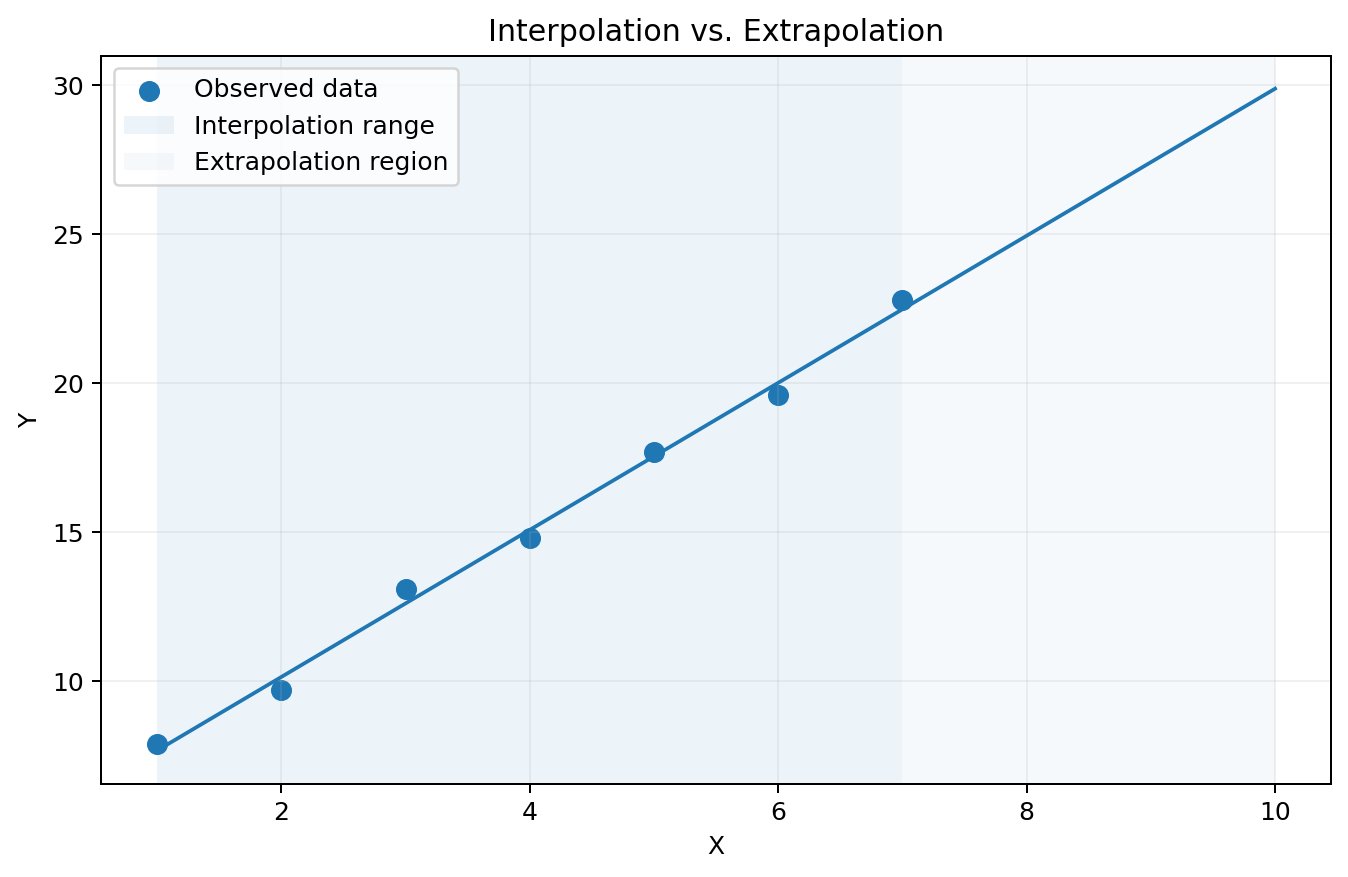 Interpolation vs. Extrapolation
Observed data
Interpolation range
Extrapolation region
30
25
20
15
10
Y
2
4
6
8
10
X